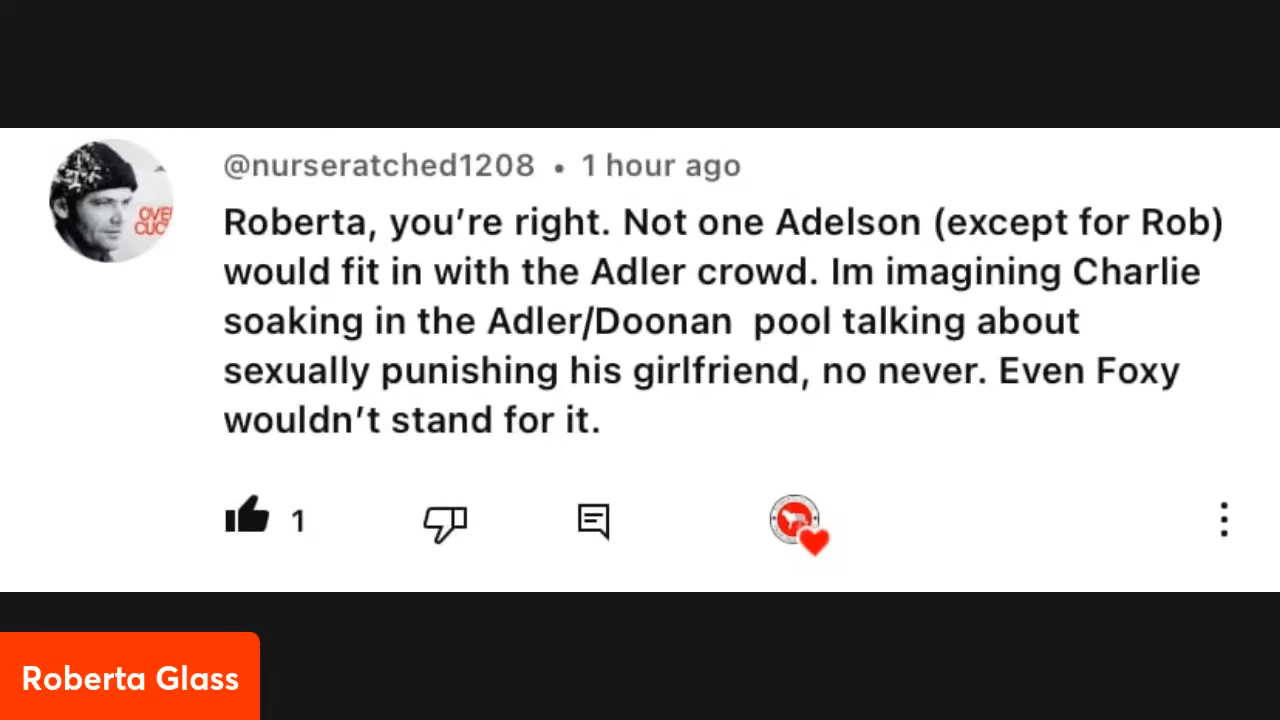 @nurseratched1208 • 1 hour ago
Roberta, you’re right. Not one Adelson (except for Rob)
would fit in with the Adler crowd. Im imagining Charlie
soaking in the Adler/Doonan  pool talking about
sexually punishing his girlfriend, no never. Even Foxy
wouldn’t stand for it.
OVE
CUC
1
Roberta Glass